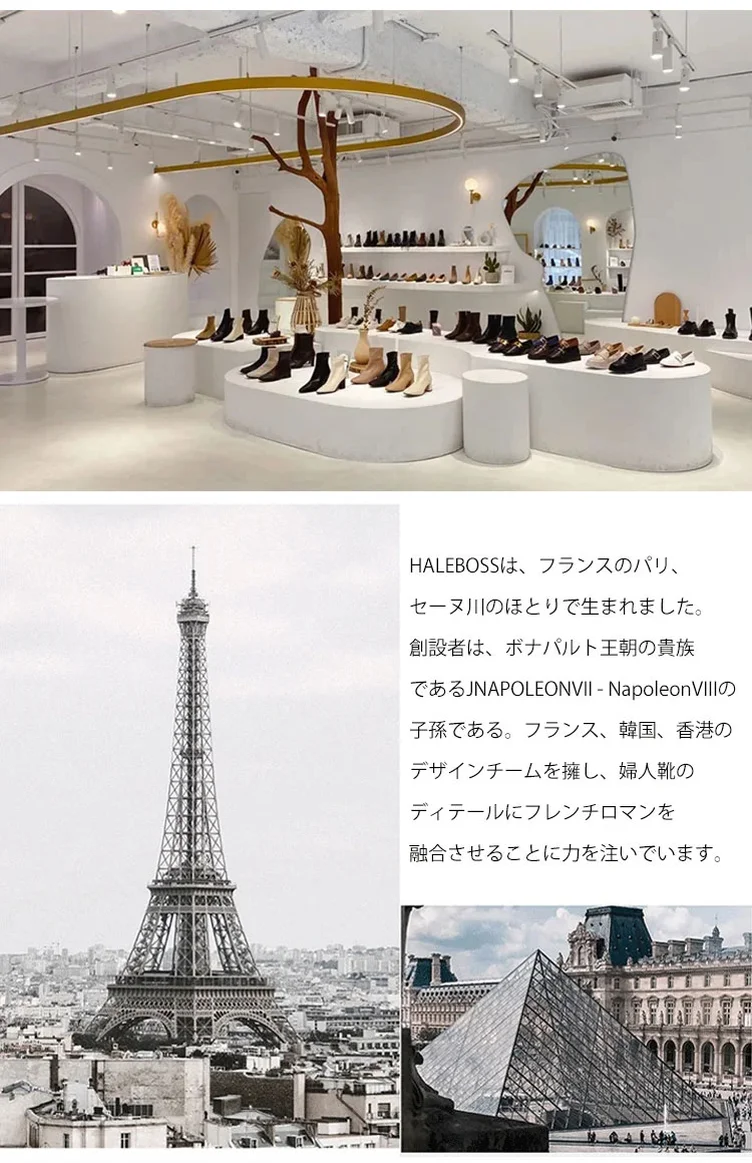 HALEBOSSは、フランスのパリ、
セーヌ川のほとりで生まれました。
創設者は、ボナパルト王朝の貴族
であるJNAPOLEONVII - NapoleonVIIIの
子孫である。フランス、韓国、香港の
デザインチームを擁し、婦人靴の
ディテールにフレンチロマンを
融合させることに力を注いでいます。